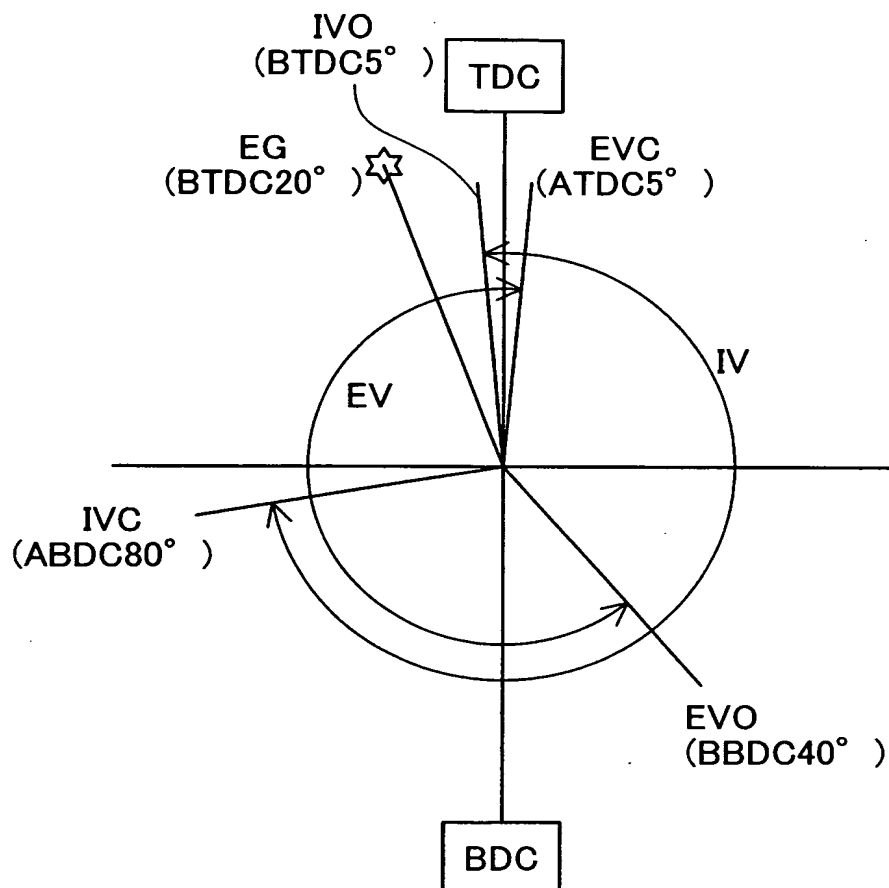 IVO
(BTDC5° )
TDC
EG
(BTDC20° )
EVC
(ATDC5° )
IV
EV
IVC
(ABDC80° )
EVO
(BBDC40° )
BDC